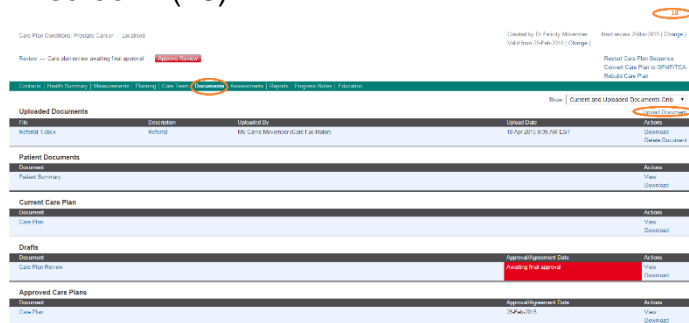 18
Care Plan Conditions: Prostate Cancer — Localised
Created by Dr Felicity Movember
Next review 2-Mar-2015 ( Change )
Valid from 25-Feb-2015 ( Change )
Review — Care plan review awaiting final approval
Approve Review
Restart Care Plan Sequence
Convert Care Plan to GPMP/TCA
Rebuild Care Plan
Contacts | Health Summary | Measurements | Planning | Care Team | Documents | Assessments | Reports | Progress Notes | Education
Show: Current and Uploaded Documents Only
Uploaded Documents
Upload Document
File Description Uploaded By Upload Date Actions
Referral 1.docx Referral Ms Carrie Movember (Care Facilitator) 10 Apr 2015 9:09 AM EST Download
Delete Document
Patient Documents
Document Actions
Patient Summary View
Download
Current Care Plan
Document Actions
Care Plan View
Download
Drafts
Document Approval/Agreement Date Actions
Care Plan Review Awaiting final approval View
Download
Approved Care Plans
Document Approval/Agreement Date Actions
Care Plan 25-Feb-2015 View
Download